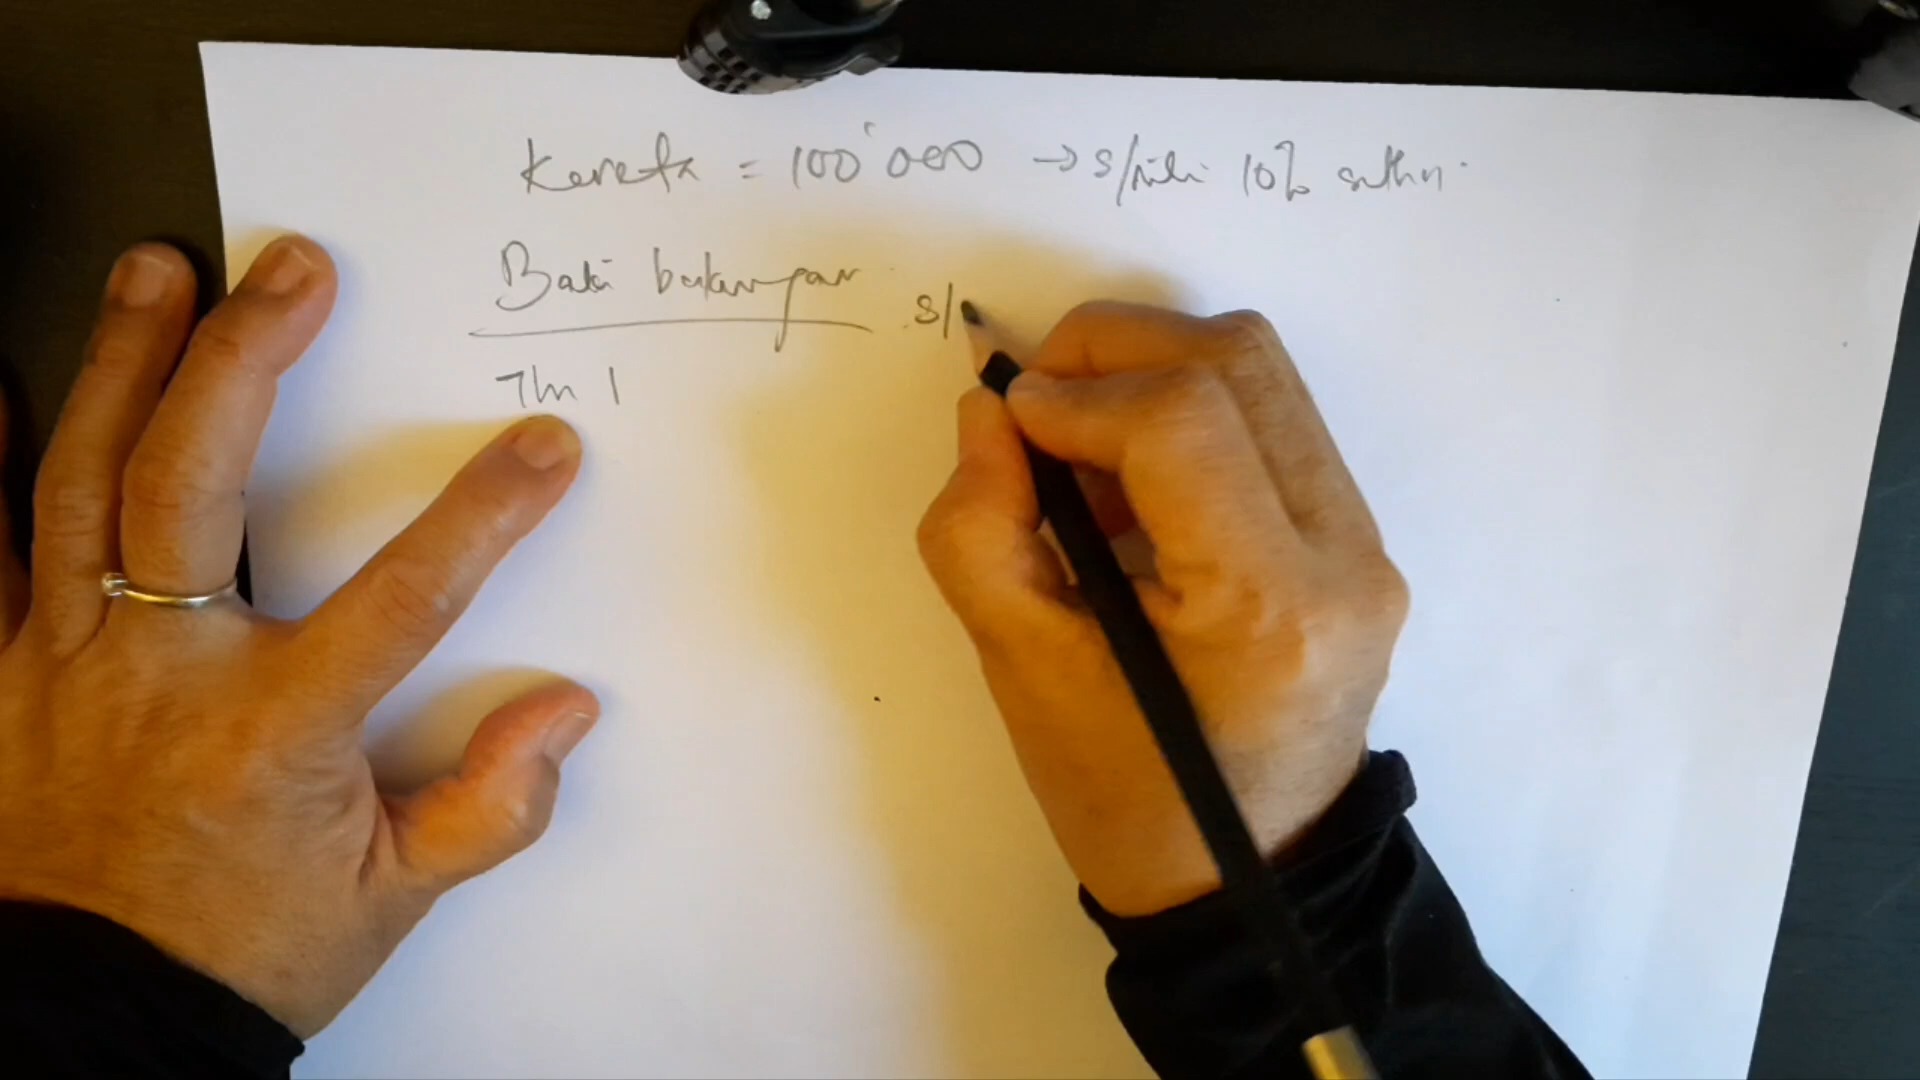 Kereta = 100'000 → s/nilai 10% setahun.
Baki berkurangan
s/
Thn 1